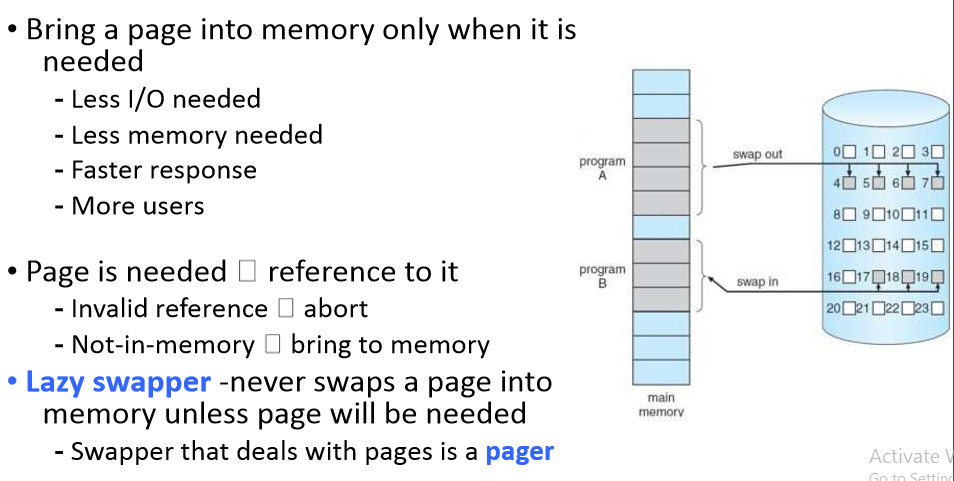 • Bring a page into memory only when it is
needed
- Less I/O needed
- Less memory needed
- Faster response
- More users
• Page is needed □ reference to it
- Invalid reference □ abort
- Not-in-memory □ bring to memory
• Lazy swapper -never swaps a page into
memory unless page will be needed
- Swapper that deals with pages is a pager
program
A
program
B
main
memory
swap out
swap in
0 1 2 3
4 5 6 7
8 9 10 11
12 13 14 15
16 17 18 19
20 21 22 23
Activate
Go to